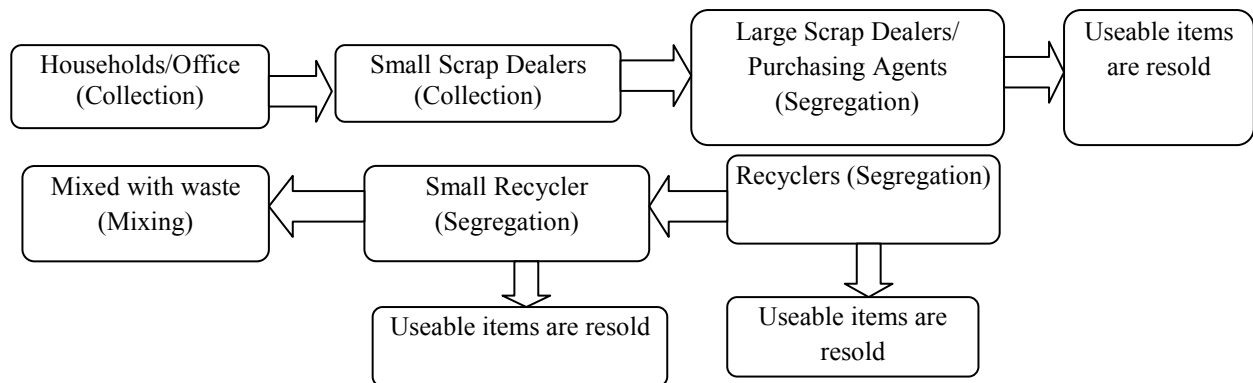 Households/Office
(Collection)
Small Scrap Dealers
(Collection)
Large Scrap Dealers/
Purchasing Agents
(Segregation)
Useable items
are resold
Mixed with waste
(Mixing)
Small Recycler
(Segregation)
Recyclers (Segregation)
Useable items are resold
Useable items are
resold